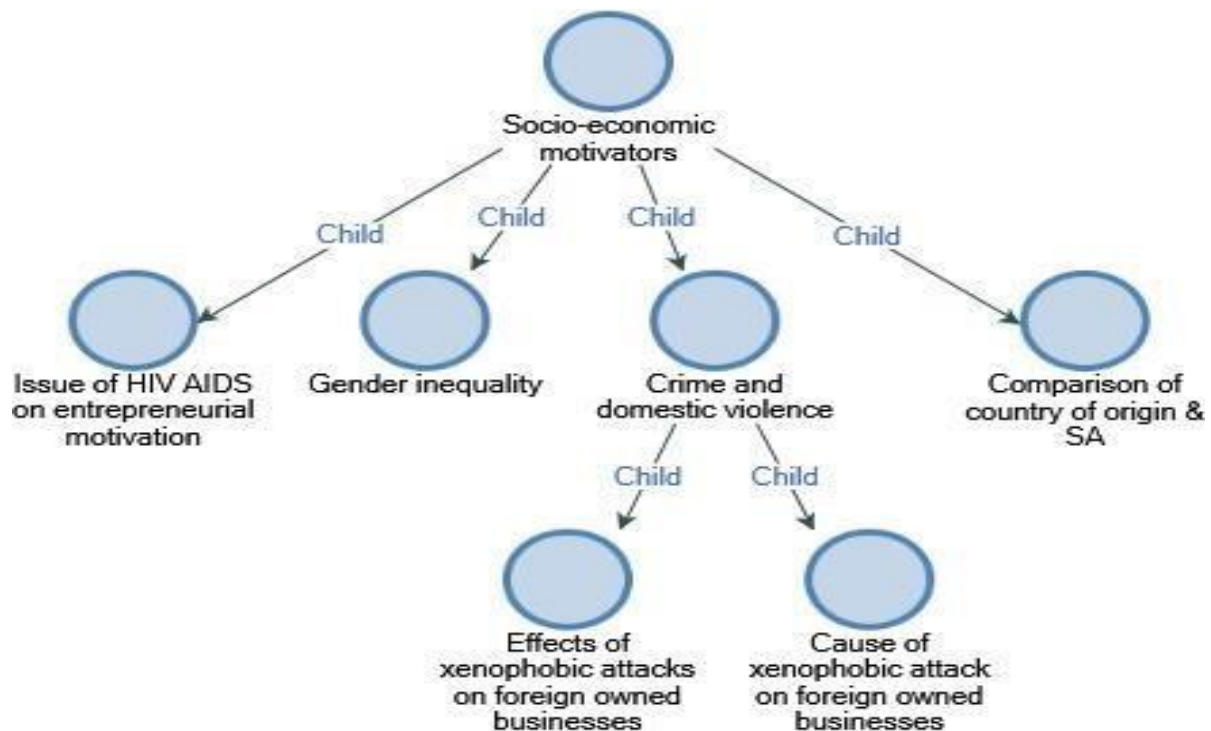 Socio-economic
motivators
Child
Child
Child
Child
Issue of HIV AIDS
on entrepreneurial
motivation
Gender inequality
Crime and
domestic violence
Comparison of
country of origin &
SA
Child
Child
Effects of
xenophobic attacks
on foreign owned
businesses
Cause of
xenophobic attack
on foreign owned
businesses